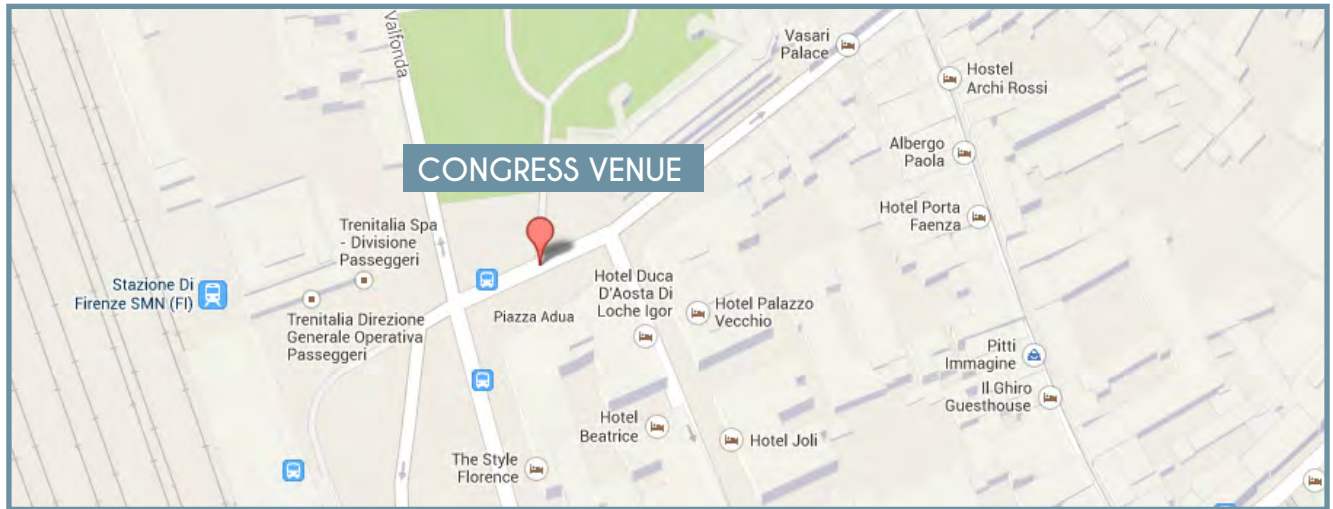 Valfonda
Vasari
Palace
Hostel
Archi Rossi
Albergo
Paola
CONGRESS VENUE
Hotel Porta
Faenza
Trenitalia Spa
- Divisione
Passeggeri
Stazione Di
Firenze SMN (FI)
Trenitalia Direzione
Generale Operativa
Passeggeri
Piazza Adua
Hotel Duca
D'Aosta Di
Loche Igor
Hotel Palazzo
Vecchio
Pitti
Immagine
Il Ghiro
Guesthouse
Hotel
Beatrice
Hotel Joli
The Style
Florence